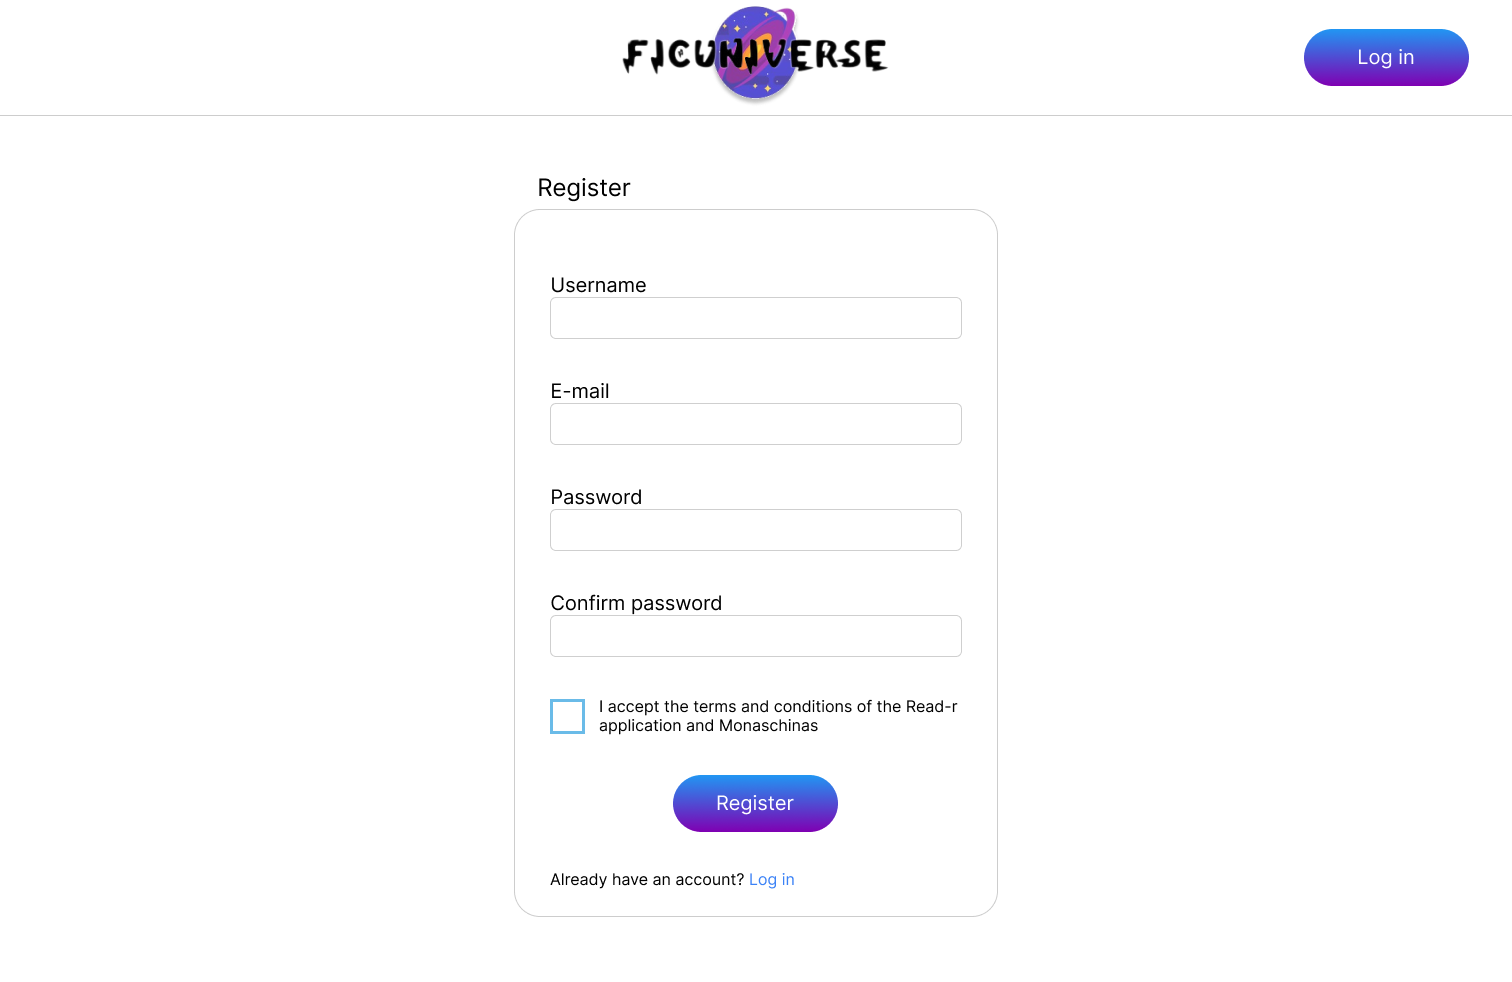 FICUNIVERSE
Log in
Register
Username
E-mail
Password
Confirm password
I accept the terms and conditions of the Read-r
application and Monaschinas
Register
Already have an account? Log in